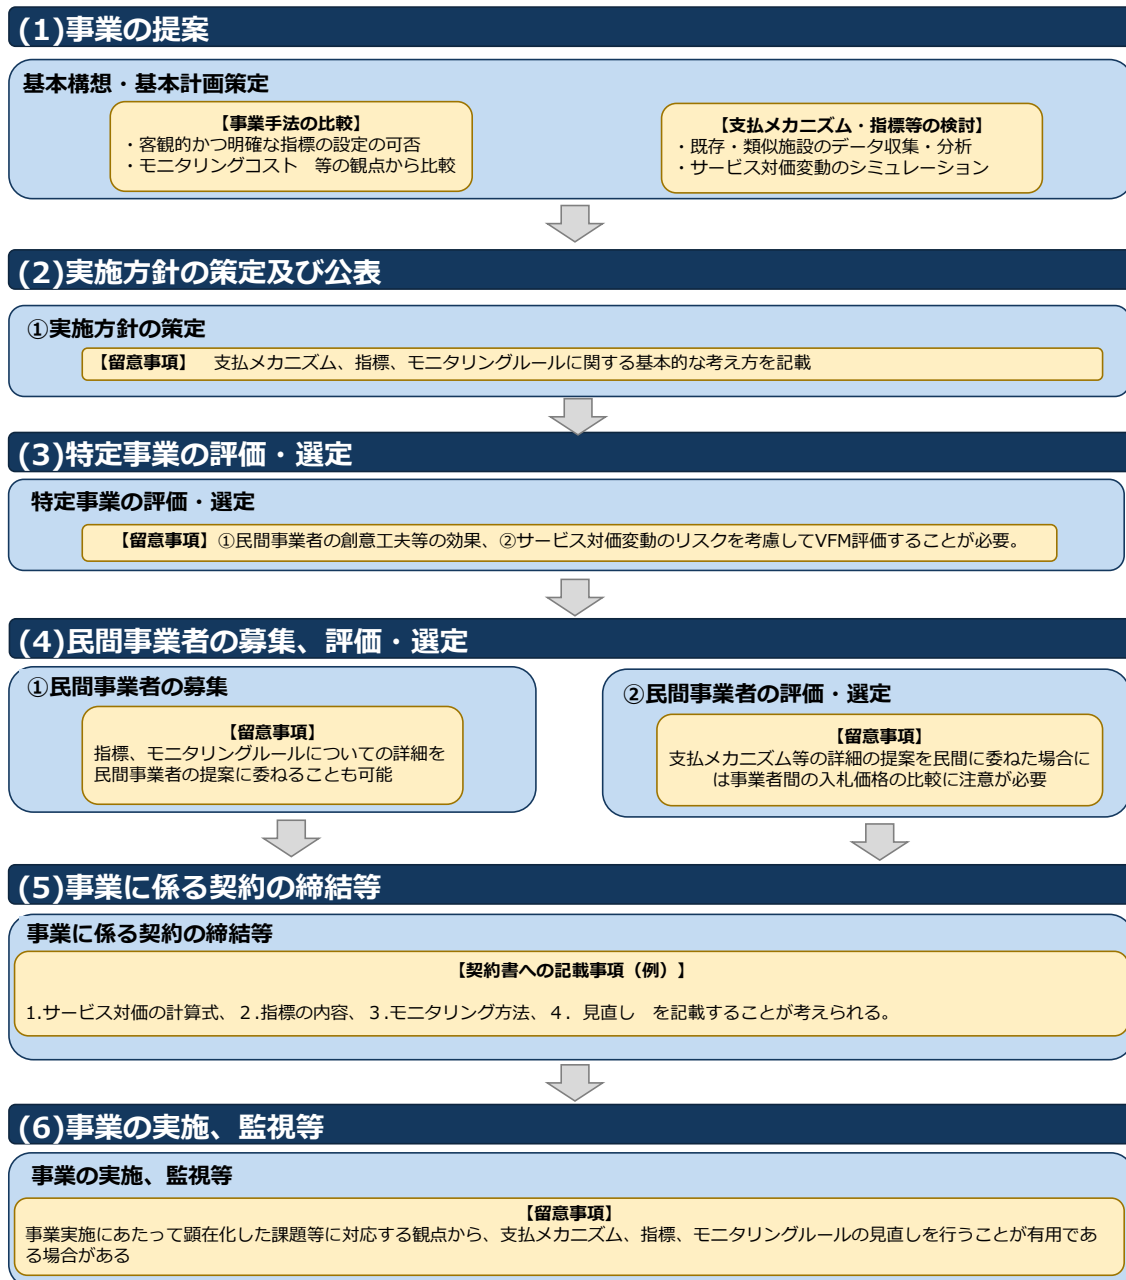 (1)事業の提案
基本構想・基本計画策定
【事業手法の比較】
・客観的かつ明確な指標の設定の可否
・モニタリングコスト　等の観点から比較
【支払メカニズム・指標等の検討】
・既存・類似施設のデータ収集・分析
・サービス対価変動のシミュレーション
(2)実施方針の策定及び公表
①実施方針の策定
【留意事項】　支払メカニズム、指標、モニタリングルールに関する基本的な考え方を記載
(3)特定事業の評価・選定
特定事業の評価・選定
【留意事項】①民間事業者の創意工夫等の効果、②サービス対価変動のリスクを考慮してVFM評価することが必要。
(4)民間事業者の募集、評価・選定
①民間事業者の募集
【留意事項】
指標、モニタリングルールについての詳細を
民間事業者の提案に委ねることも可能
②民間事業者の評価・選定
【留意事項】
支払メカニズム等の詳細の提案を民間に委ねた場合に
は事業者間の入札価格の比較に注意が必要
(5)事業に係る契約の締結等
事業に係る契約の締結等
【契約書への記載事項（例）】
1.サービス対価の計算式、２.指標の内容、３.モニタリング方法、４．見直し　を記載することが考えられる。
(6)事業の実施、監視等
事業の実施、監視等
【留意事項】
事業実施にあたって顕在化した課題等に対応する観点から、支払メカニズム、指標、モニタリングルールの見直しを行うことが有用であ
る場合がある